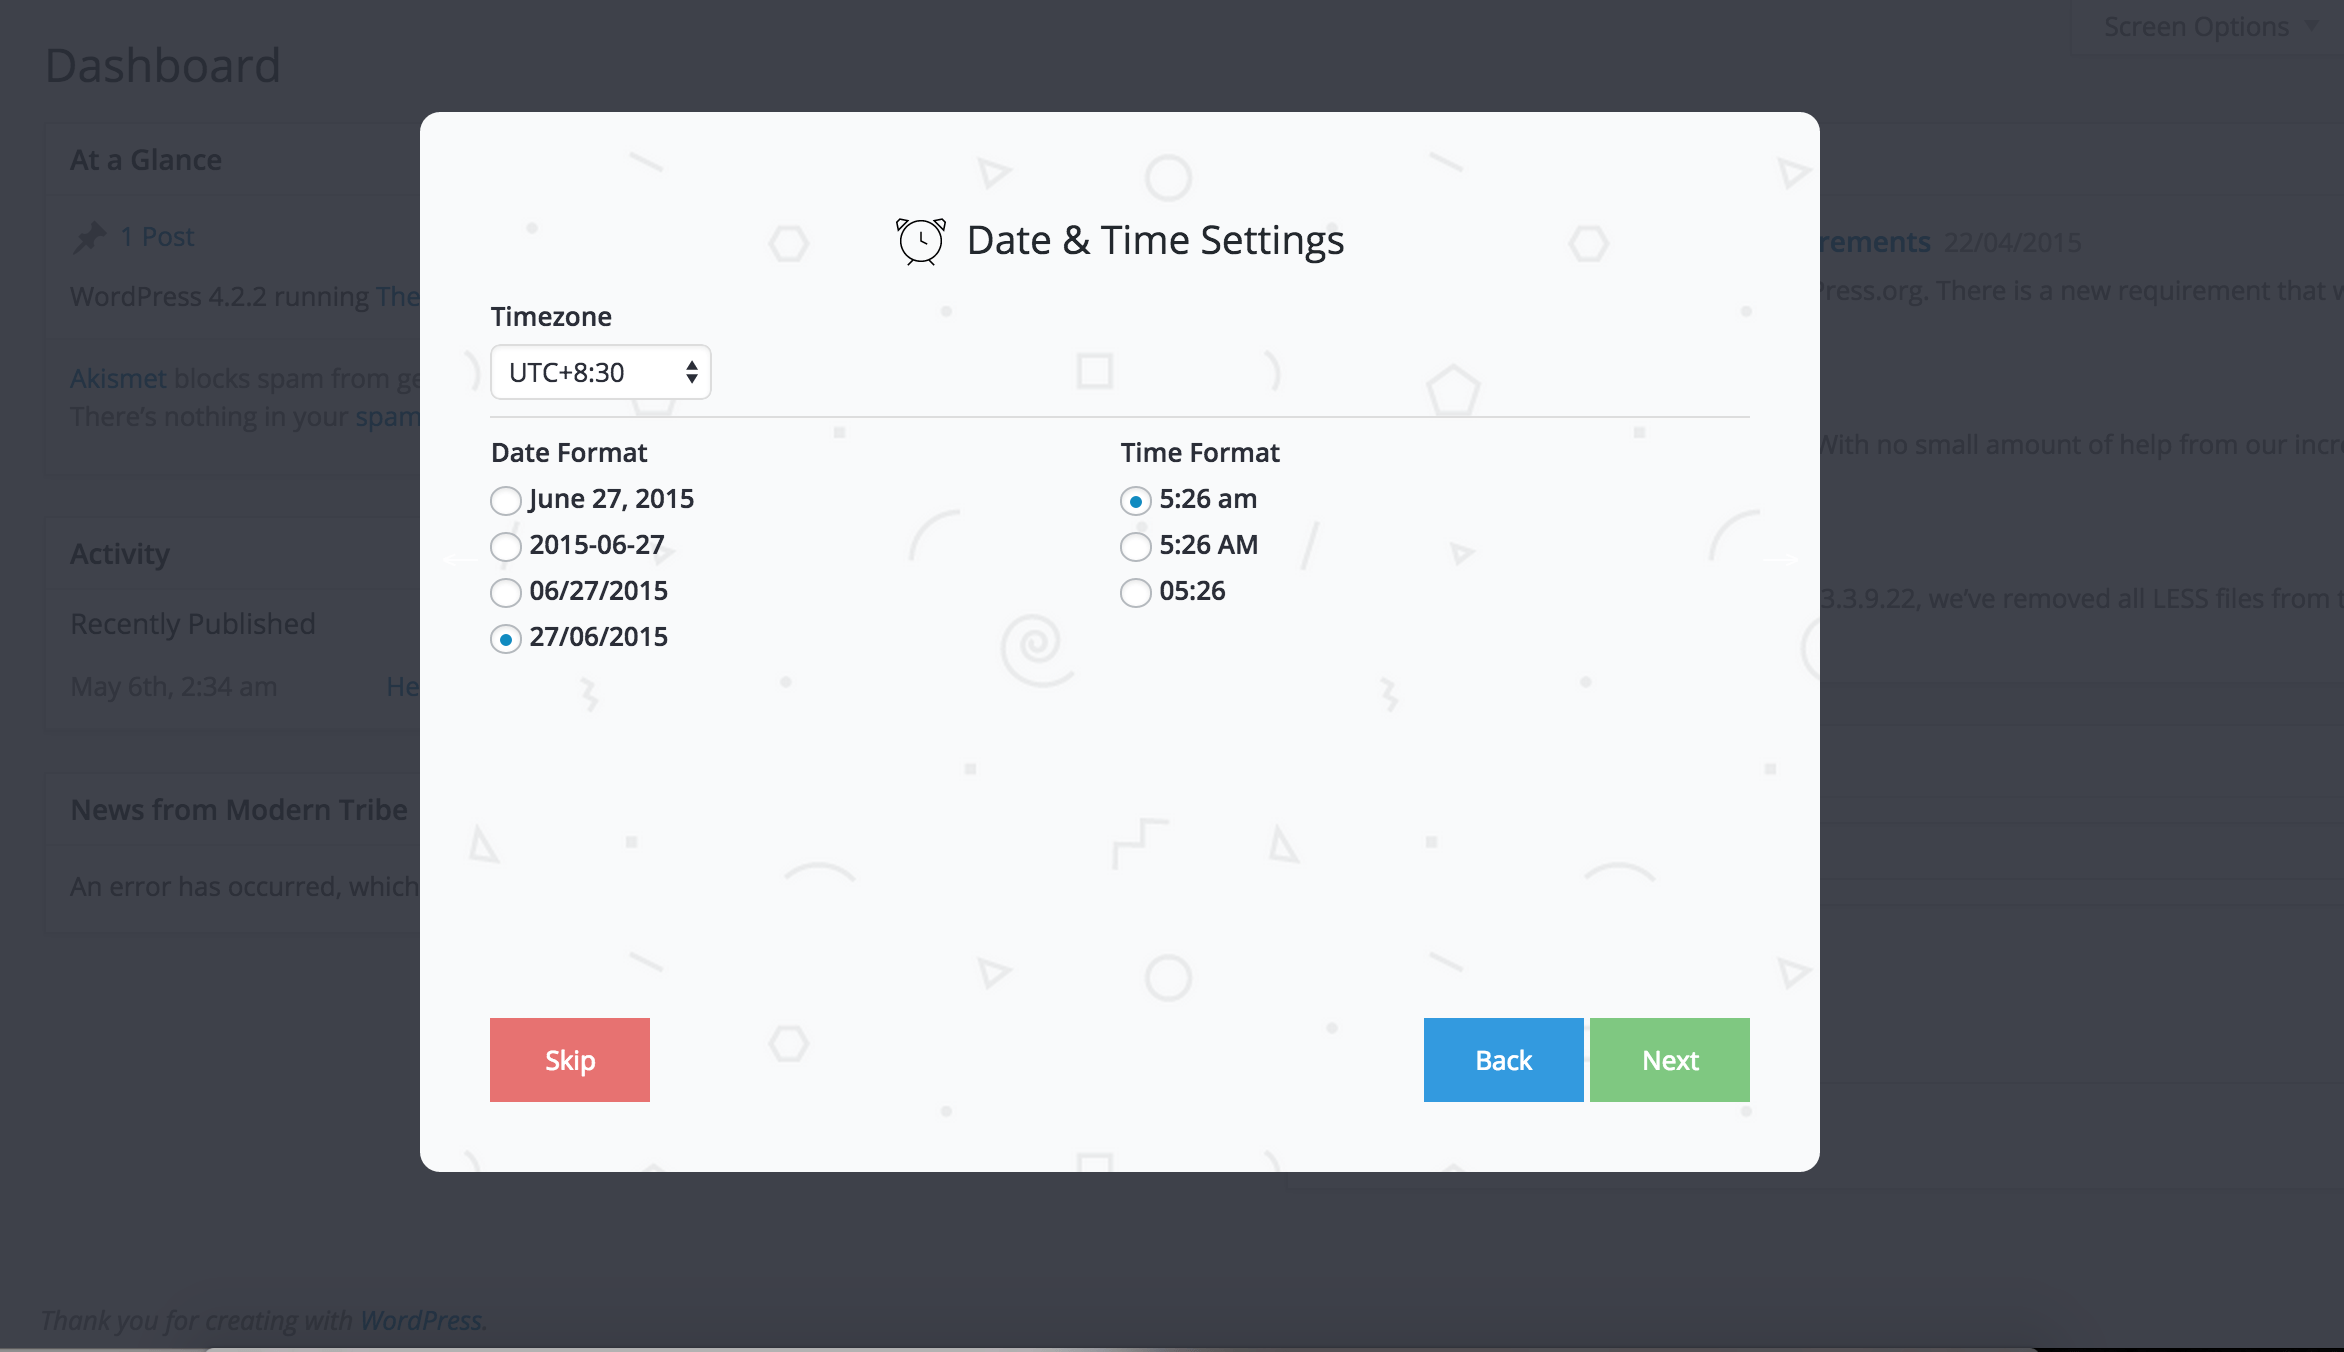 Screen Options
Dashboard
At a Glance
1 Post
WordPress 4.2.2 running The
Akismet blocks spam from ge
There's nothing in your spam
Activity
Recently Published
May 6th, 2:34 am He
News from Modern Tribe
An error has occurred, which
Date & Time Settings
Timezone
UTC+8:30
Date Format
June 27, 2015
2015-06-27
06/27/2015
27/06/2015
Time Format
5:26 am
5:26 AM
05:26
Skip
Back
Next
rements 22/04/2015
Press.org. There is a new requirement that w
With no small amount of help from our incr
3.3.9.22, we've removed all LESS files from t
Thank you for creating with WordPress.